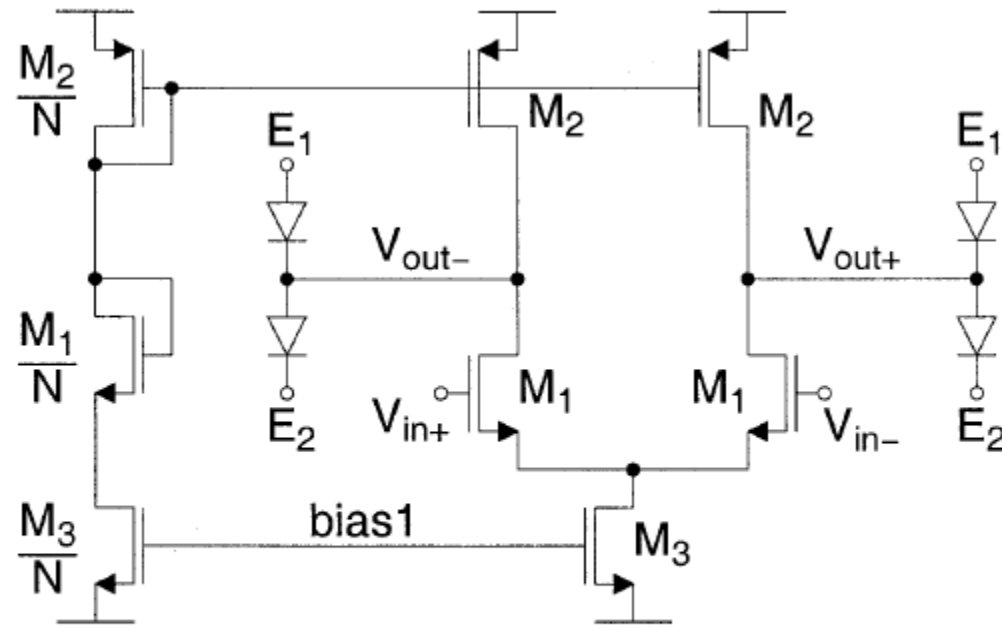 M₂
N
M₂
M₂
E₁
E₁
Vout−
Vout+
M₁
N
M₁
M₁
Vin+
Vin−
E₂
E₂
M₃
N
bias1
M₃